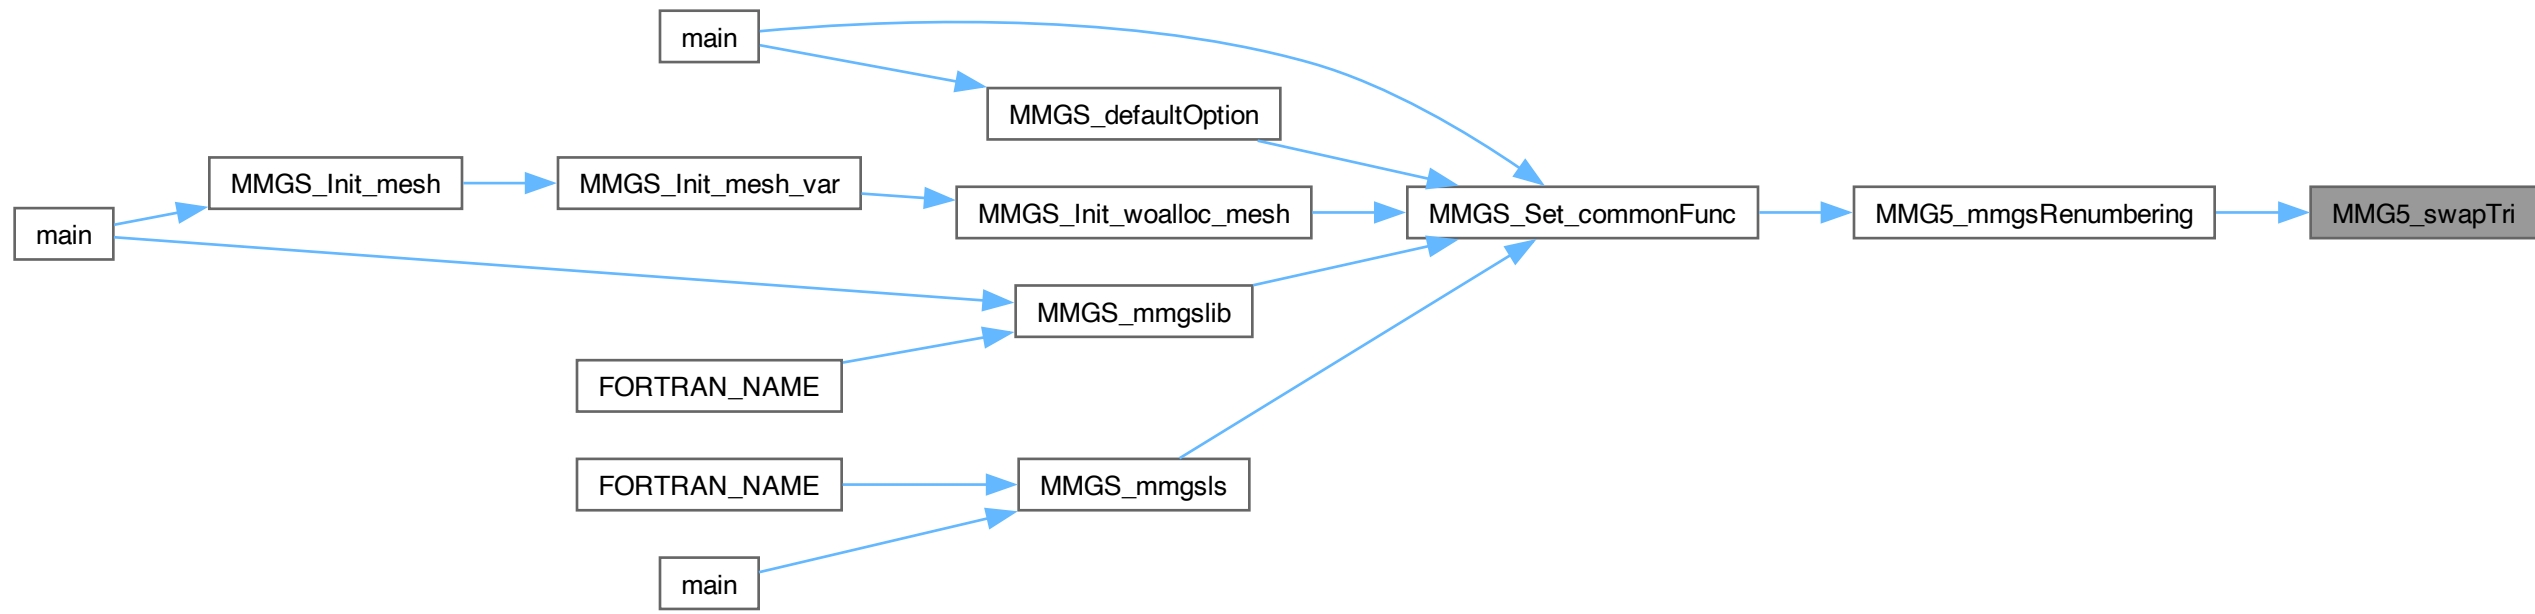 main
MMGS_defaultOption
MMGS_Init_mesh
MMGS_Init_mesh_var
MMGS_Init_woalloc_mesh
MMGS_Set_commonFunc
MMG5_mmgsRenumbering
MMG5_swapTri
main
MMGS_mmgslib
FORTRAN_NAME
FORTRAN_NAME
MMGS_mmgsls
main